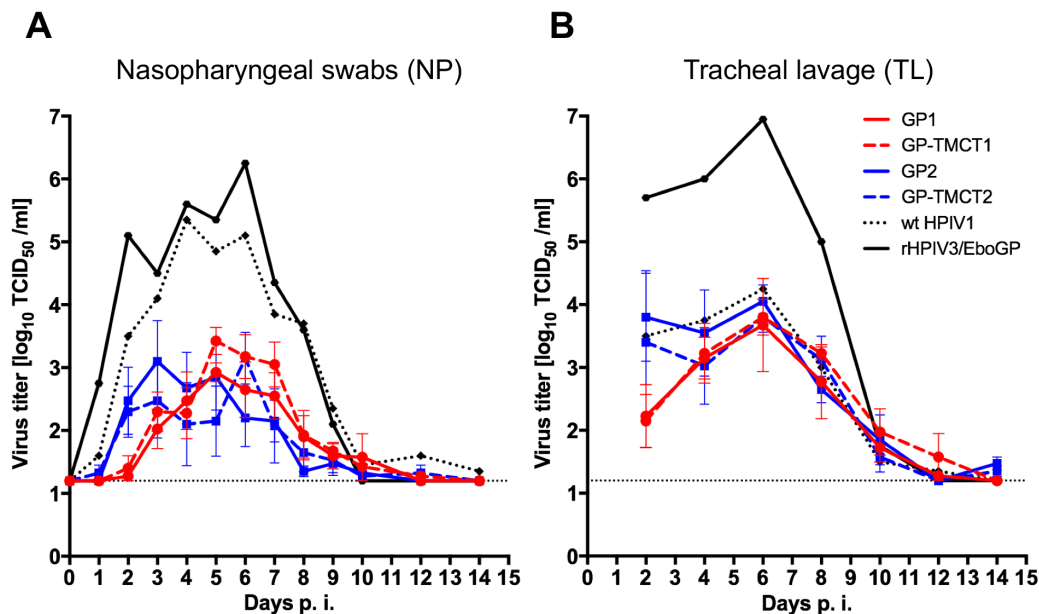 A
B
Nasopharyngeal swabs (NP)
Tracheal lavage (TL)
Virus titer [log10 TCID50 /ml]
7
6
5
4
3
2
1
0
0 1 2 3 4 5 6 7 8 9 10 11 12 13 14 15
Days p. i.
Virus titer [log10 TCID50 /ml]
7
6
5
4
3
2
1
0
0 1 2 3 4 5 6 7 8 9 10 11 12 13 14 15
Days p. i.
GP1
GP-TMCT1
GP2
GP-TMCT2
wt HPIV1
rHPIV3/EboGP